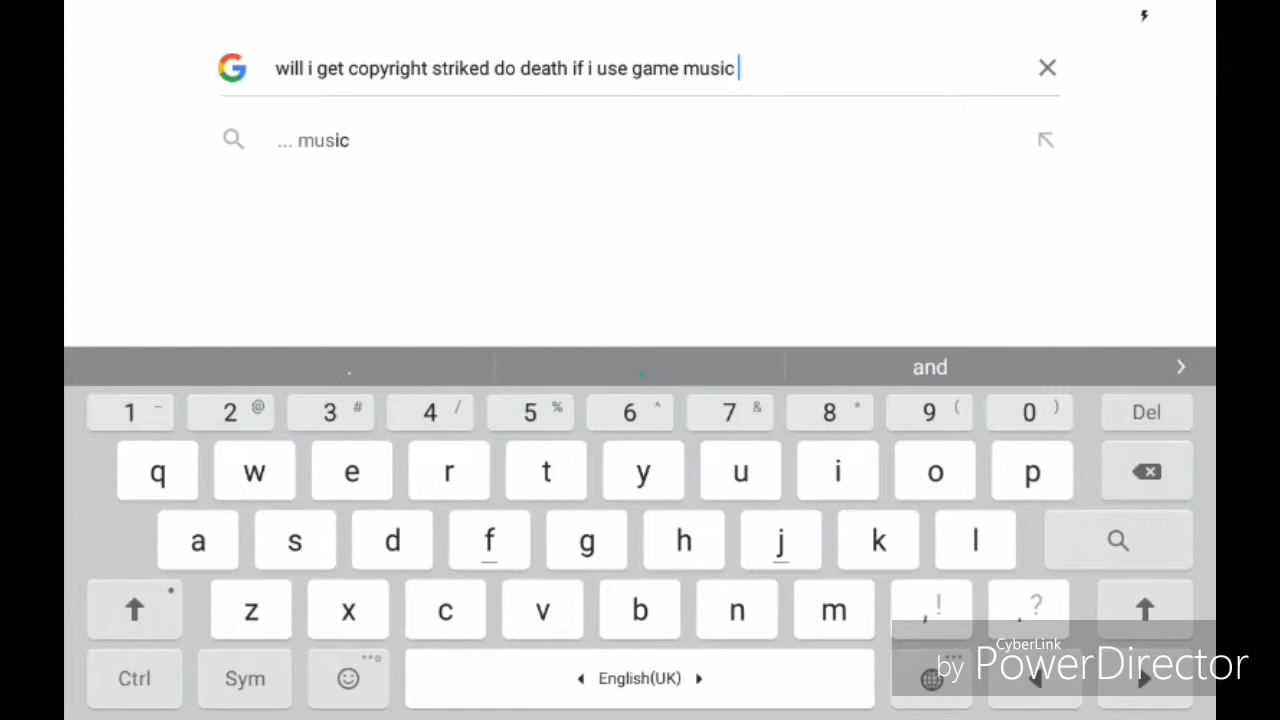 will i get copyright striked do death if i use game music
... music
. . and
1 - 2 @ 3 # 4 / 5 % 6 ^ 7 & 8 * 9 ( 0 ) Del
q w e r t y u i o p
a s d f g h j k l
z x c v b n m , ! . ?
Ctrl Sym English(UK)
CyberLink
by PowerDirector